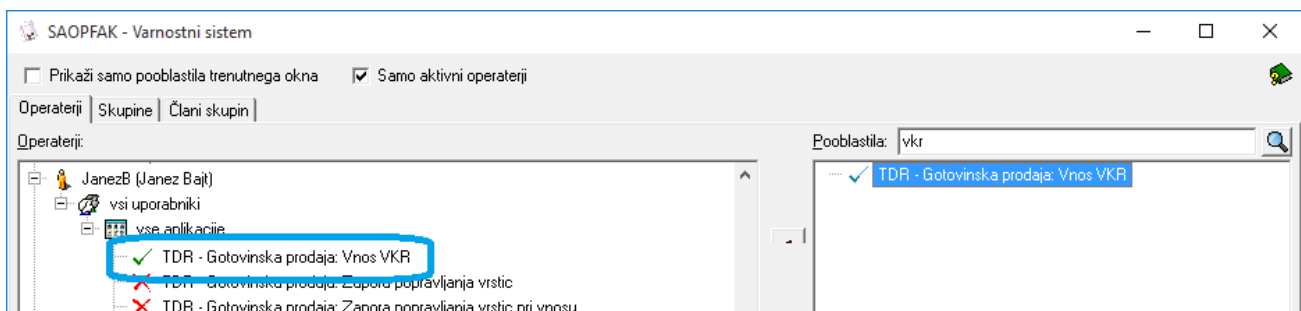 SAOPFAK - Varnostni sistem
Prikaži samo pooblastila trenutnega okna Samo aktivni operaterji
Operaterji Skupine Člani skupin
Operaterji: Pooblastila: vkr
JanezB (Janez Bajt) TDR - Gotovinska prodaja: Vnos VKR
vsi uporabniki
vse aplikacije
TDR - Gotovinska prodaja: Vnos VKR
TDR - Gotovinska prodaja: Zapora popravljanja vrstic
TDR - Gotovinska prodaja: Zapora popravljanja vrstic pri vnosu